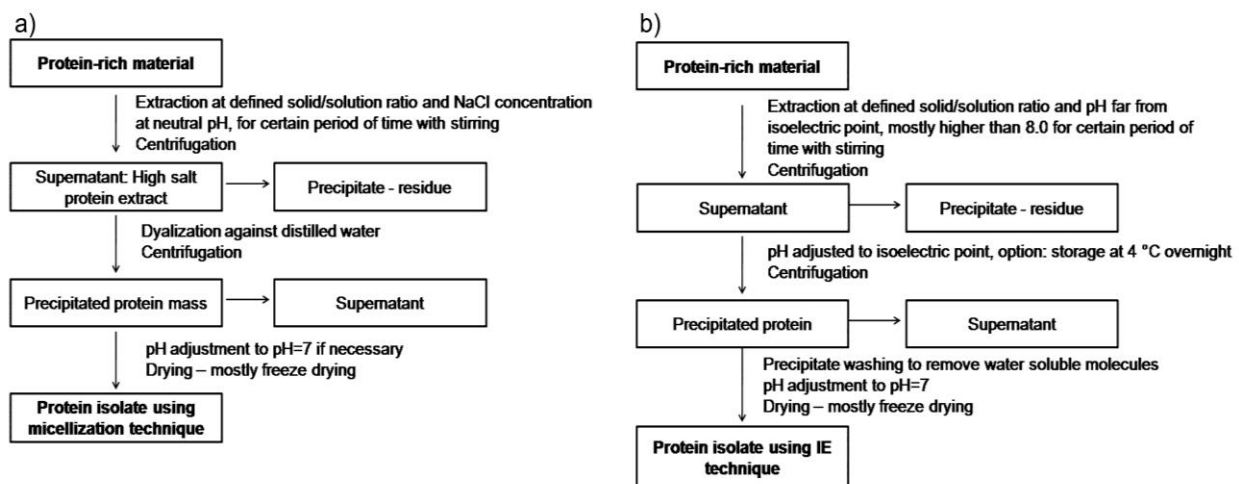 a)
Protein-rich material
Extraction at defined solid/solution ratio and NaCl concentration
at neutral pH, for certain period of time with stirring
Centrifugation
Supernatant: High salt
protein extract
Precipitate - residue
Dyalization against distilled water
Centrifugation
Precipitated protein mass
Supernatant
pH adjustment to pH=7 if necessary
Drying – mostly freeze drying
Protein isolate using
micellization technique
b)
Protein-rich material
Extraction at defined solid/solution ratio and pH far from
isoelectric point, mostly higher than 8.0 for certain period of
time with stirring
Centrifugation
Supernatant
Precipitate - residue
pH adjusted to isoelectric point, option: storage at 4 °C overnight
Centrifugation
Precipitated protein
Supernatant
Precipitate washing to remove water soluble molecules
pH adjustment to pH=7
Drying – mostly freeze drying
Protein isolate using IE
technique